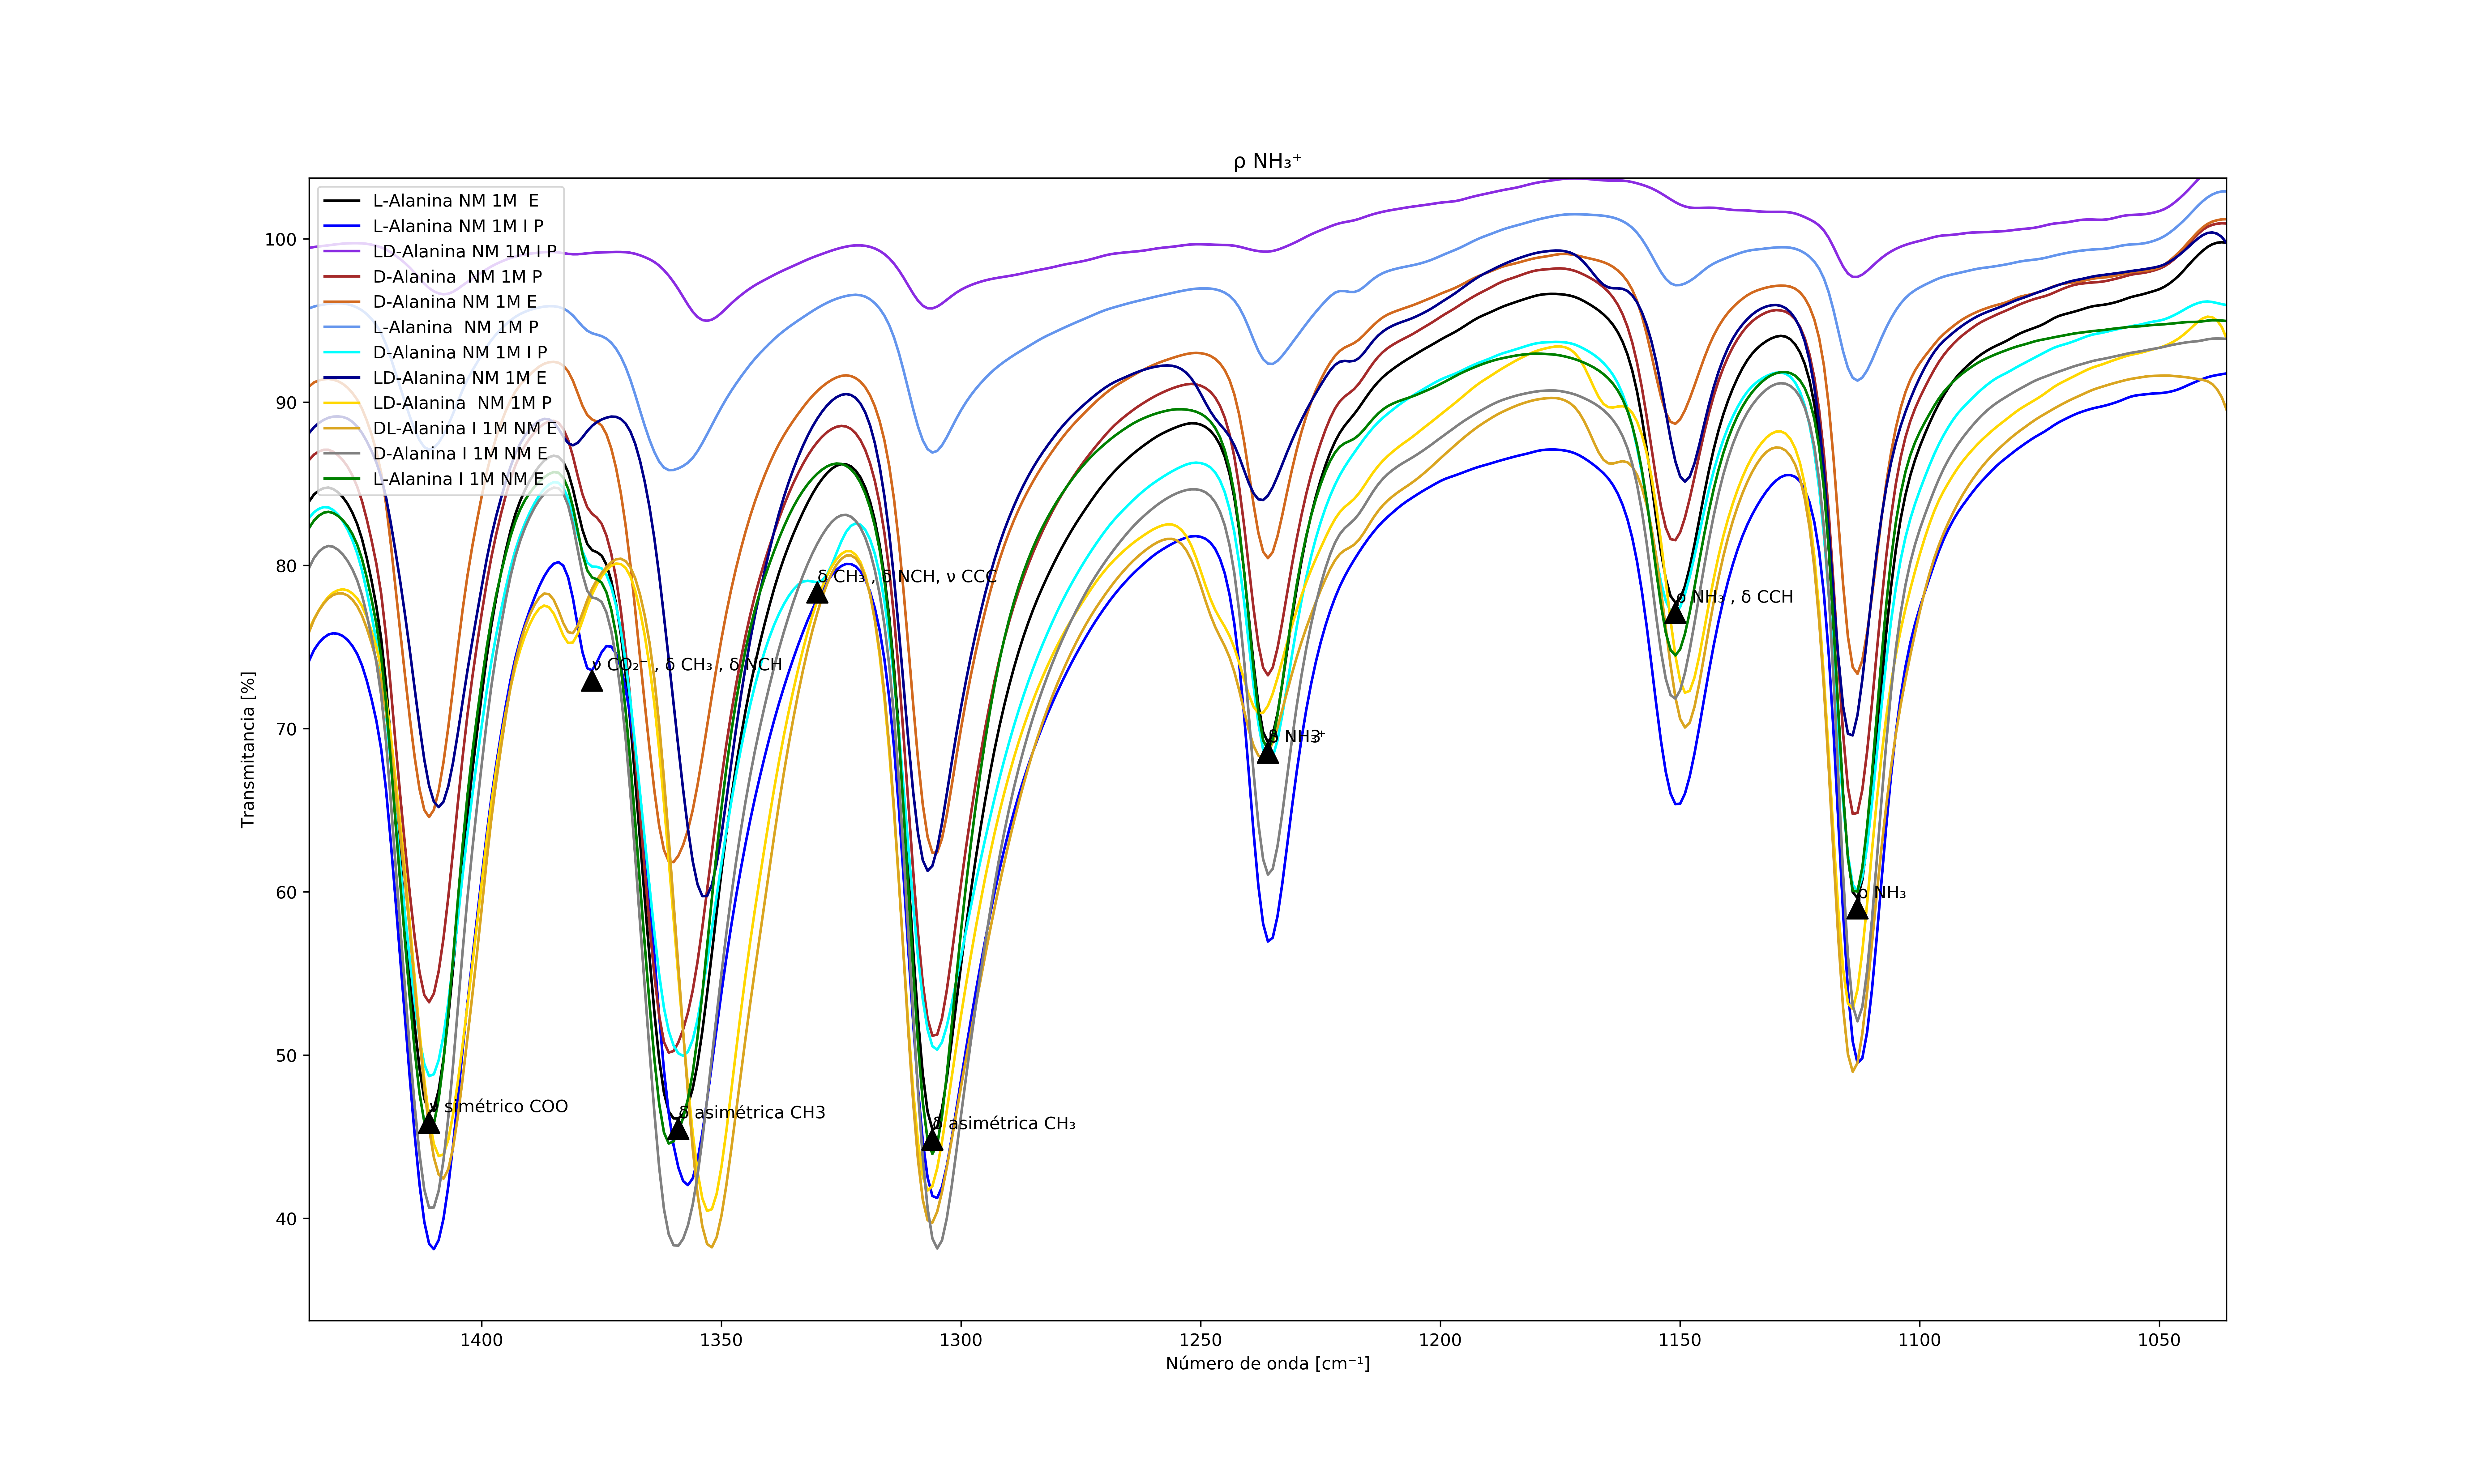 ρ NH₃⁺
L-Alanina NM 1M  E
L-Alanina NM 1M I P
LD-Alanina NM 1M I P
D-Alanina  NM 1M P
D-Alanina NM 1M E
L-Alanina  NM 1M P
D-Alanina NM 1M I P
LD-Alanina NM 1M E
LD-Alanina  NM 1M P
DL-Alanina I 1M NM E
D-Alanina I 1M NM E
L-Alanina I 1M NM E
100
90
80
70
60
50
40
Transmitancia [%]
δ CH₃ , δ NCH, ν CCC
ρ NH₃ , δ CCH
ν CO₂⁻ , δ CH₃ , δ NCH
δ NH3⁺
ρ NH₃
ν simétrico COO
δ asimétrica CH3
δ asimétrica CH₃
1400
1350
1300
1250
1200
1150
1100
1050
Número de onda [cm⁻¹]